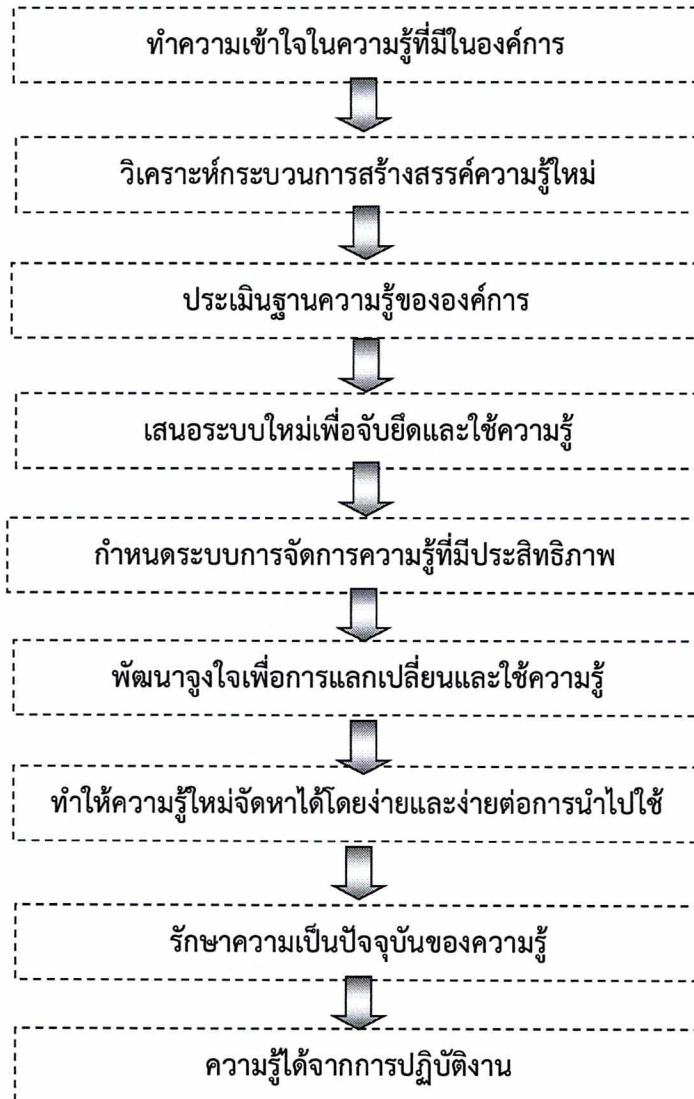 ทำความเข้าใจในความรู้ที่มีในองค์การ
วิเคราะห์กระบวนการสร้างสรรค์ความรู้ใหม่
ประเมินฐานความรู้ขององค์การ
เสนอระบบใหม่เพื่อจับยึดและใช้ความรู้
กำหนดระบบการจัดการความรู้ที่มีประสิทธิภาพ
พัฒนาจูงใจเพื่อการแลกเปลี่ยนและใช้ความรู้
ทำให้ความรู้ใหม่จัดหาได้โดยง่ายและง่ายต่อการนำไปใช้
รักษาความเป็นปัจจุบันของความรู้
ความรู้ได้จากการปฏิบัติงาน